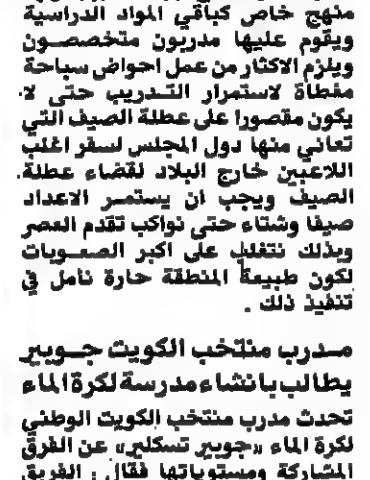 منهج خاص كباقي المواد الدراسية
ويقوم عليها مدربون متخصصون
ويلزم الاكثار من عمل احواض سباحة
مغطاة لاستمرار التدريب حتى لا
يكون مقصورا على عطلة الصيف التي
تعاني منها دول المجلس لسفر اغلب
اللاعبين خارج البلاد لقضاء عطلة
الصيف ويجب ان يستمر الاعداد
صيفا وشتاء حتى نواكب تقدم العصر
وبذلك نتغلب على اكبر الصعوبات
لكون طبيعة المنطقة حارة نأمل في
تنفيذ ذلك .
مدرب منتخب الكويت جوبير
يطالب بانشاء مدرسة لكرة الماء
تحدث مدرب منتخب الكويت الوطني
لكرة الماء «جوبير تسكلير» عن الفرق
المشاركة ومستوياتها فقال : الفريق